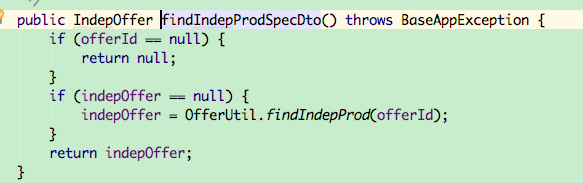 public IndepOffer findIndepProdSpecDto() throws BaseAppException {
if (offerId == null) {
return null;
}
if (indepOffer == null) {
indepOffer = OfferUtil.findIndepProd(offerId);
}
return indepOffer;
}